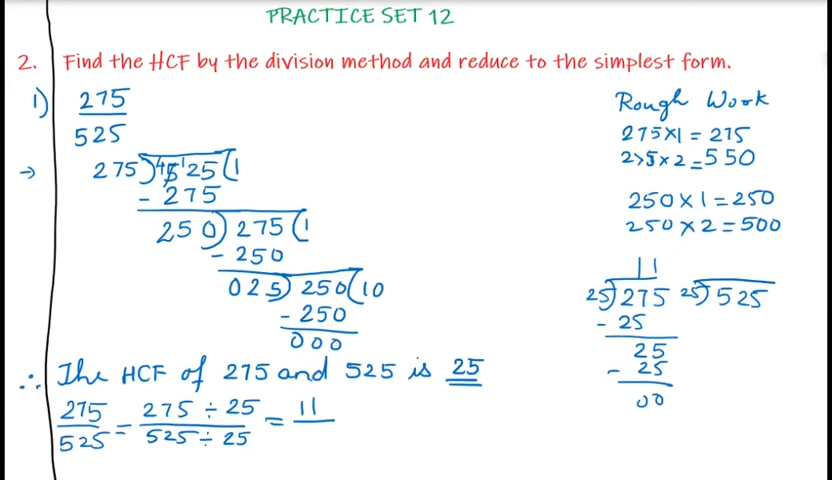 PRACTICE SET 12
2. Find the HCF by the division method and reduce to the simplest form.
1) 275
525
→ 275)525(1
- 275
250)275(1
- 250
025)250(10
- 250
000
∴ The HCF of 275 and 525 is 25
275/525 = 275 ÷ 25/525 ÷ 25 = 11
Rough Work
275×1 = 275
275×2 = 550
250×1 = 250
250×2 = 500
11
25)275 25)525
- 25
25
- 25
00